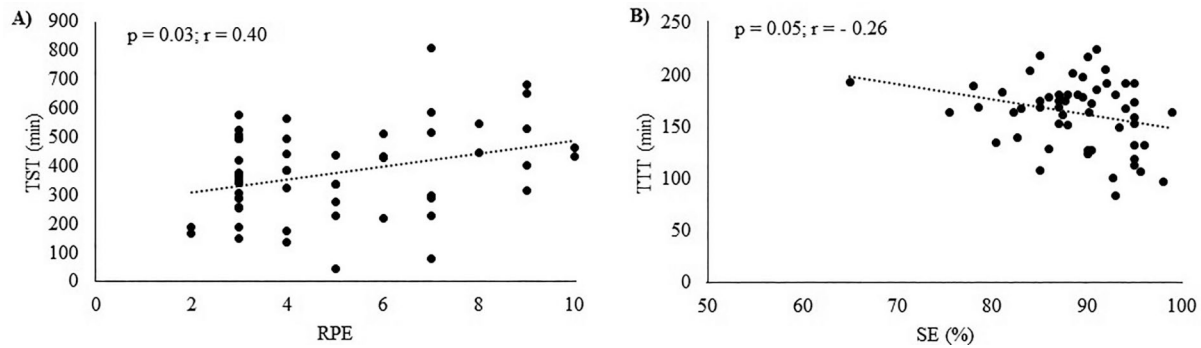 A)
p = 0.03; r = 0.40
TST (min)
900
800
700
600
500
400
300
200
100
0
0 2 4 6 8 10
RPE
B)
p = 0.05; r = - 0.26
TTT (min)
250
200
150
100
50
0
50 60 70 80 90 100
SE (%)